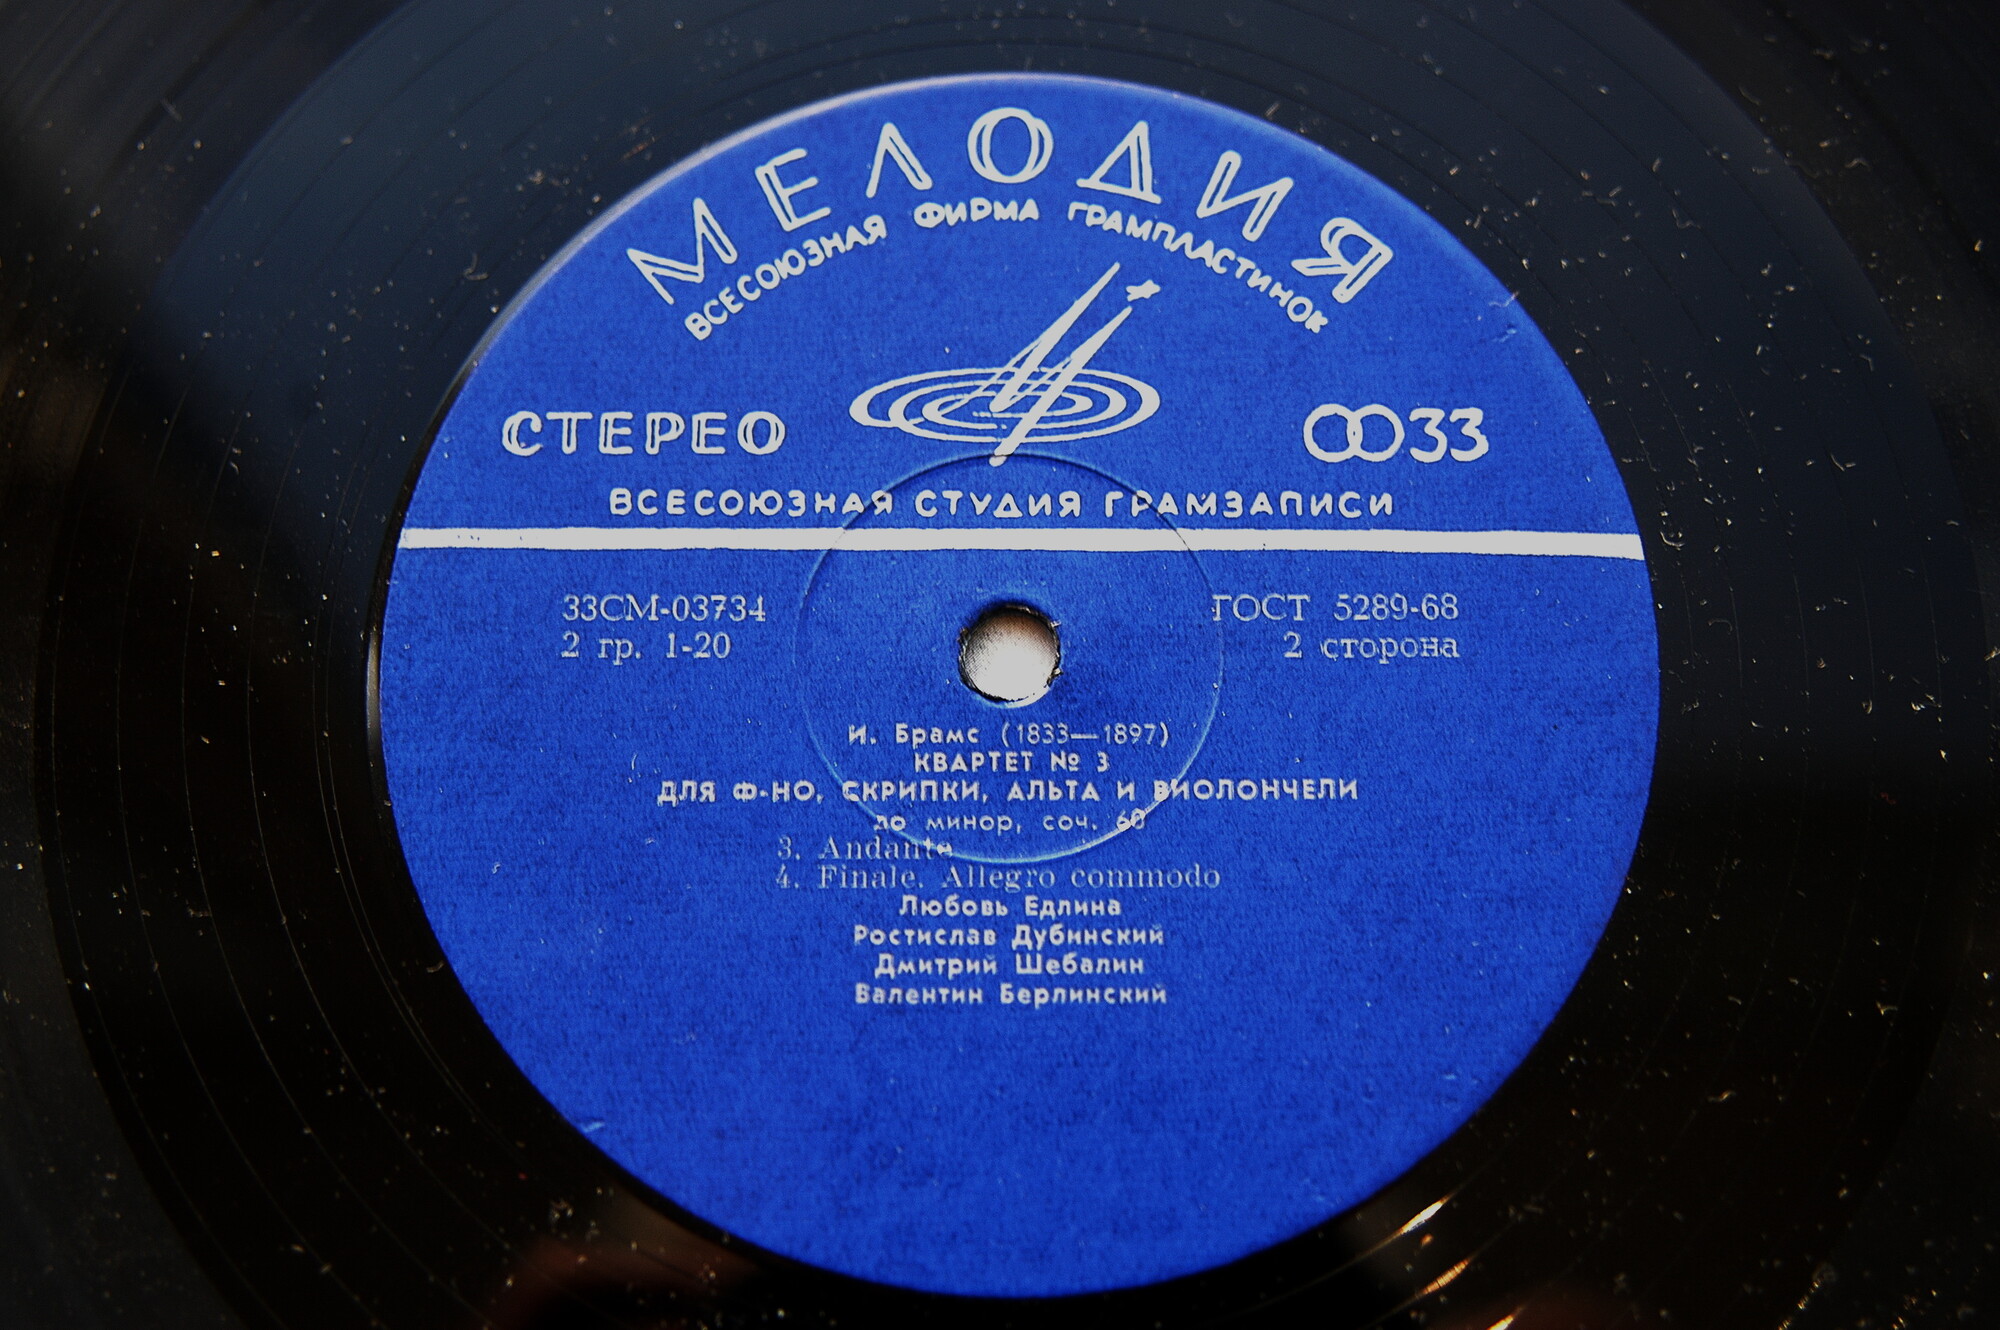 МЕЛОДИЯ
ВСЕСОЮЗНАЯ ФИРМА ГРАМПЛАСТИНОК
СТЕРЕО
33
ВСЕСОЮЗНАЯ СТУДИЯ ГРАМЗАПИСИ
33СМ-03734
ГОСТ 5289-68
2 гр. 1-20
2 сторона
И. Брамс (1833—1897)
КВАРТЕТ № 3
ДЛЯ Ф-НО, СКРИПКИ, АЛЬТА И ВИОЛОНЧЕЛИ
до минор, соч. 60
3. Andante
4. Finale. Allegro commodo
Любовь Едлина
Ростислав Дубинский
Дмитрий Шебалин
Валентин Берлинский